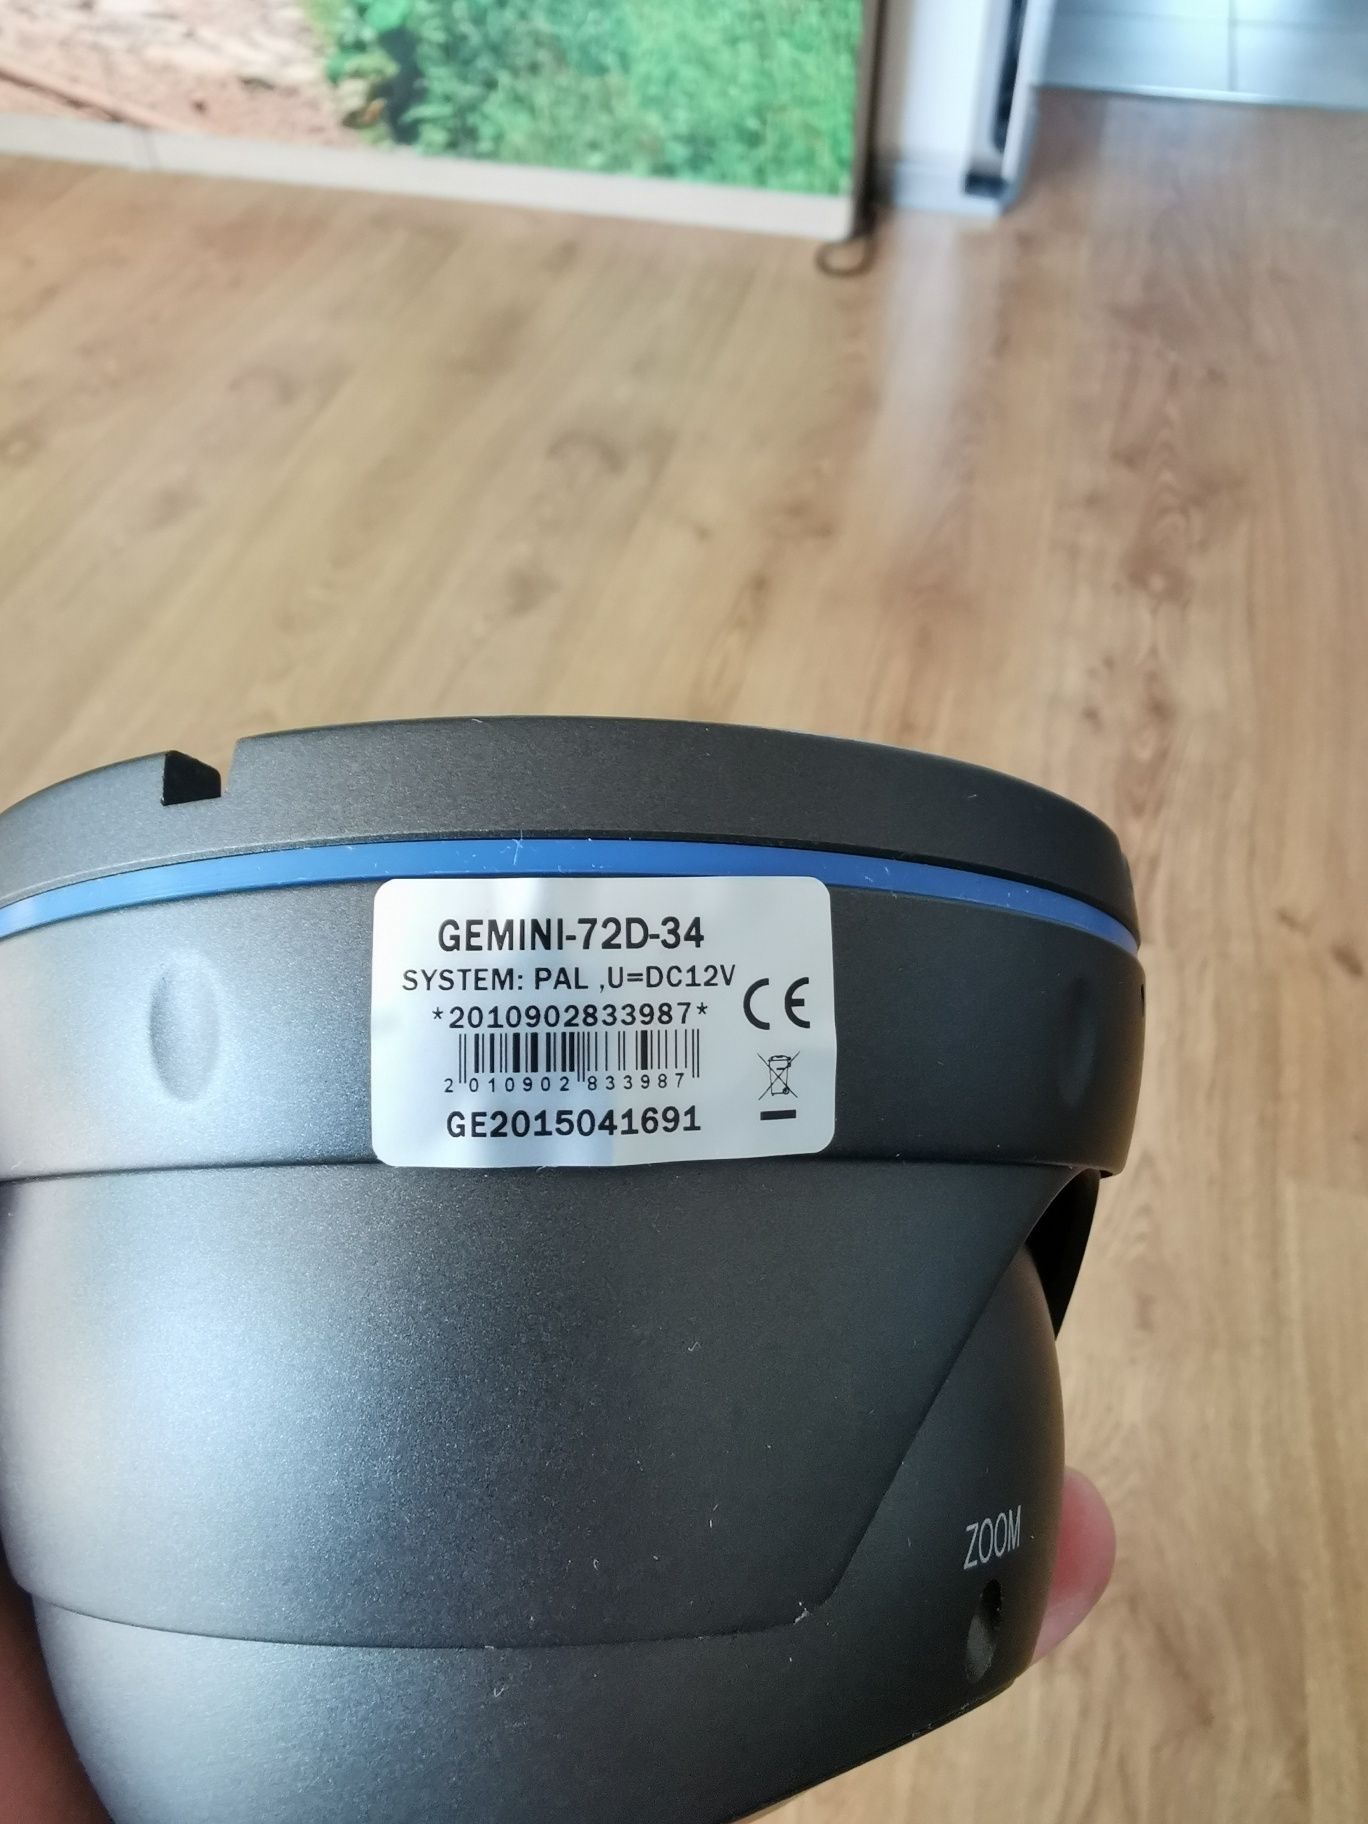 GEMINI-72D-34
SYSTEM: PAL ,U=DC12V
CE
*2010902833987*
2 010902 833987
GE2015041691
ZOOM